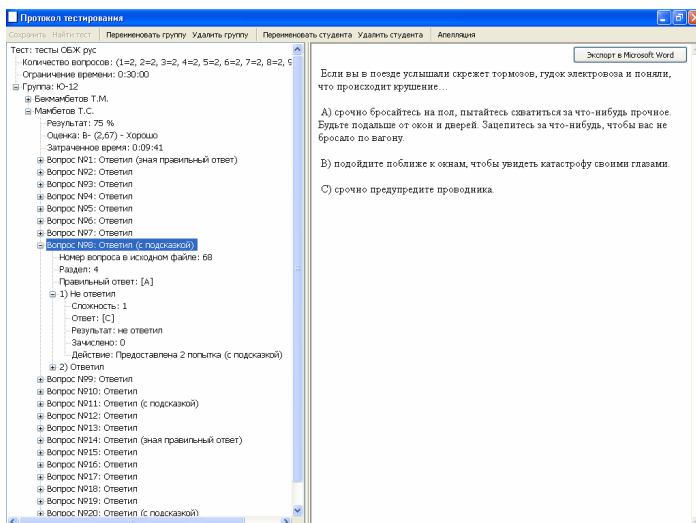 Протокол тестирования
Сохранить Найти тест Переименовать группу Удалить группу Переименовать студента Удалить студента Апелляция
Тест: тесты ОБЖ рус
Количество вопросов: (1=2, 2=2, 3=2, 4=2, 5=2, 6=2, 7=2, 8=2, 9
Ограничение времени: 0:30:00
Группа: Ю-12
Бекмамбетов Т.М.
Мамбетов Т.С.
Результат: 75 %
Оценка: B- (2,67) - Хорошо
Затраченное время: 0:09:41
Вопрос №1: Ответил (зная правильный ответ)
Вопрос №2: Ответил
Вопрос №3: Ответил
Вопрос №4: Ответил
Вопрос №5: Ответил
Вопрос №6: Ответил
Вопрос №7: Ответил
Вопрос №8: Ответил (с подсказкой)
Номер вопроса в исходном файле: 68
Раздел: 4
Правильный ответ: [A]
1) Не ответил
Сложность: 1
Ответ: [C]
Результат: не ответил
Зачислено: 0
Действие: Предоставлена 2 попытка (с подсказкой)
2) Ответил
Вопрос №9: Ответил
Вопрос №10: Ответил
Вопрос №11: Ответил (с подсказкой)
Вопрос №12: Ответил
Вопрос №13: Ответил
Вопрос №14: Ответил (зная правильный ответ)
Вопрос №15: Ответил
Вопрос №16: Ответил
Вопрос №17: Ответил
Вопрос №18: Ответил
Вопрос №19: Ответил
Вопрос №20: Ответил (с подсказкой)
Экспорт в Microsoft Word
Если вы в поезде услышали скрежет тормозов, гудок электровоза и поняли,
что происходит крушение…
A) срочно бросайтесь на пол, пытайтесь схватиться за что-нибудь прочное.
Будьте подальше от окон и дверей. Зацепитесь за что-нибудь, чтобы вас не
бросало по вагону.
B) подойдите поближе к окнам, чтобы увидеть катастрофу своими глазами.
C) срочно предупредите проводника.